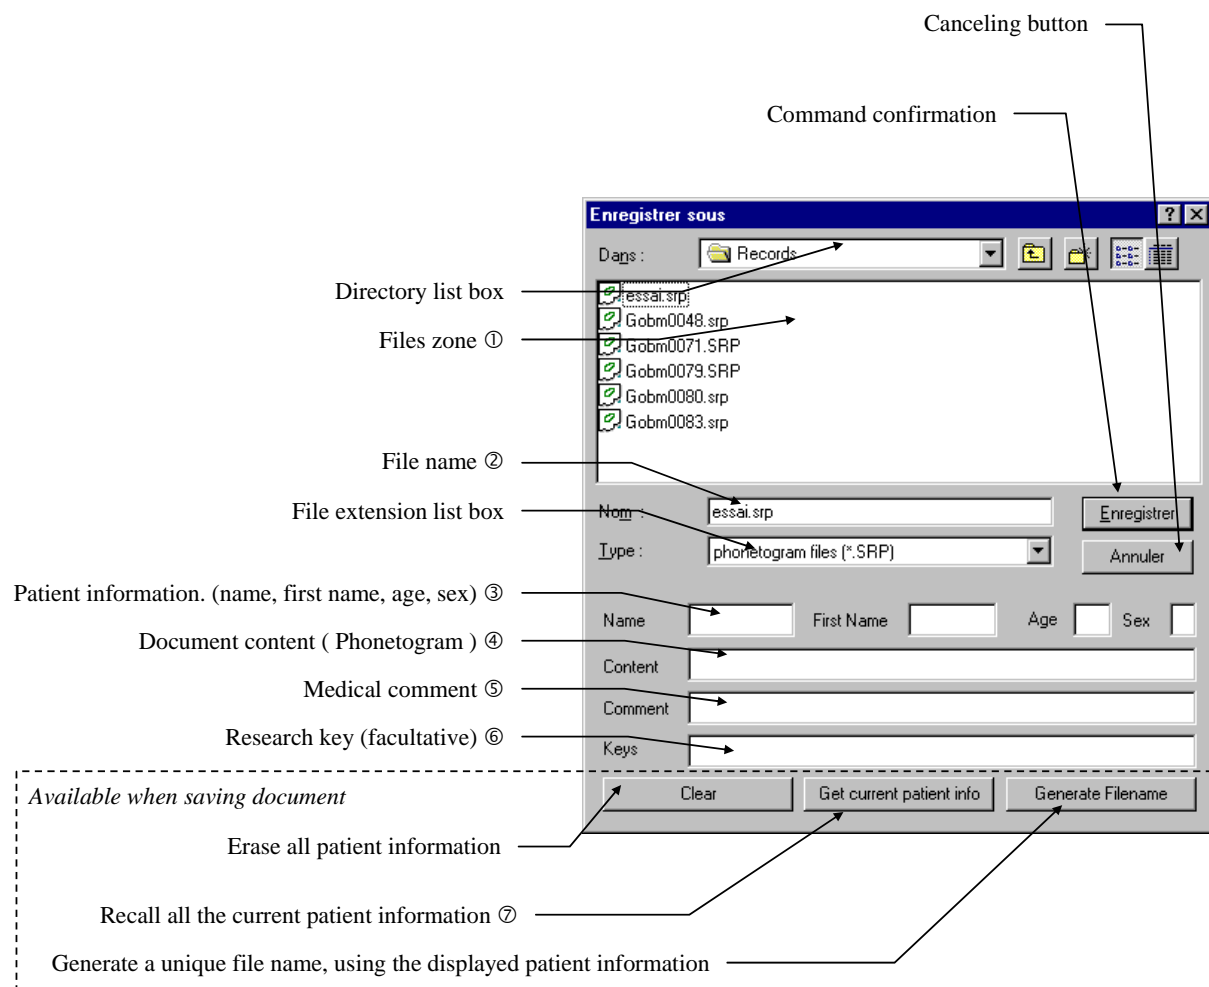 Canceling button
Command confirmation
Enregistrer sous
? ×
Dans :
Records
Directory list box
essai.srp
Gobm0048.srp
Files zone ①
Gobm0071.SRP
Gobm0079.SRP
Gobm0080.srp
Gobm0083.srp
File name ②
File extension list box
Nom :
essai.srp
Enregistrer
Type :
phonetogram files (*.SRP)
Annuler
Patient information. (name, first name, age, sex) ③
Name
First Name
Age
Sex
Document content ( Phonetogram ) ④
Content
Medical comment ⑤
Comment
Research key (facultative) ⑥
Keys
Available when saving document
Clear
Get current patient info
Generate Filename
Erase all patient information
Recall all the current patient information ⑦
Generate a unique file name, using the displayed patient information